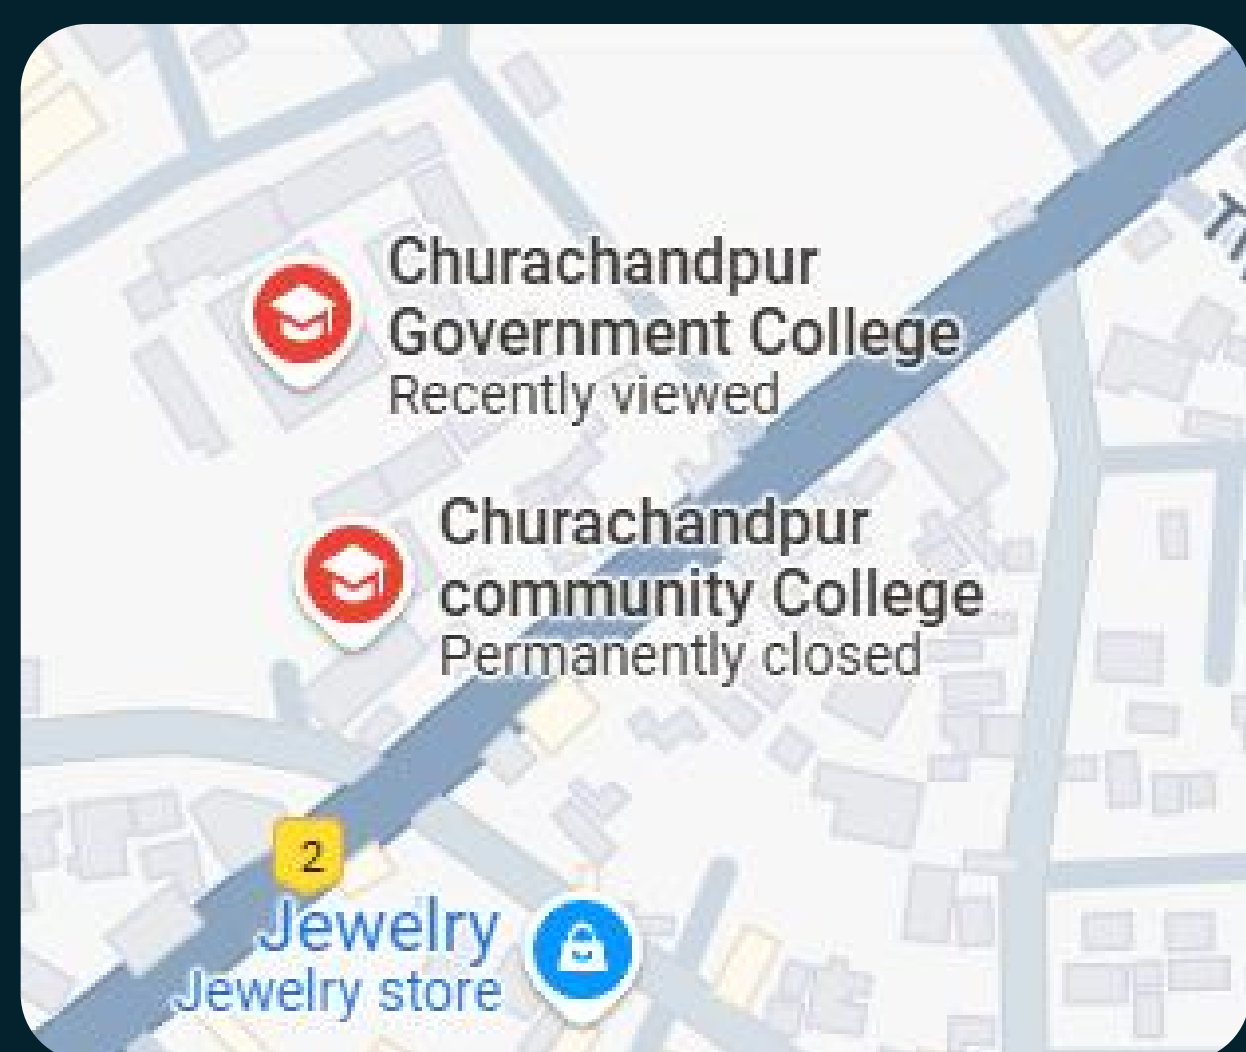 Churachandpur
Government College
Recently viewed
Churachandpur
community College
Permanently closed
2
Jewelry
Jewelry store